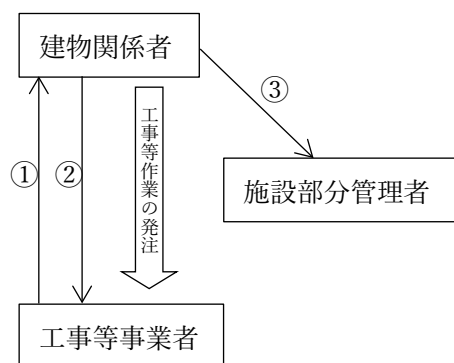 建物関係者
③
工事等作業の発注
①
②
施設部分管理者
工事等事業者